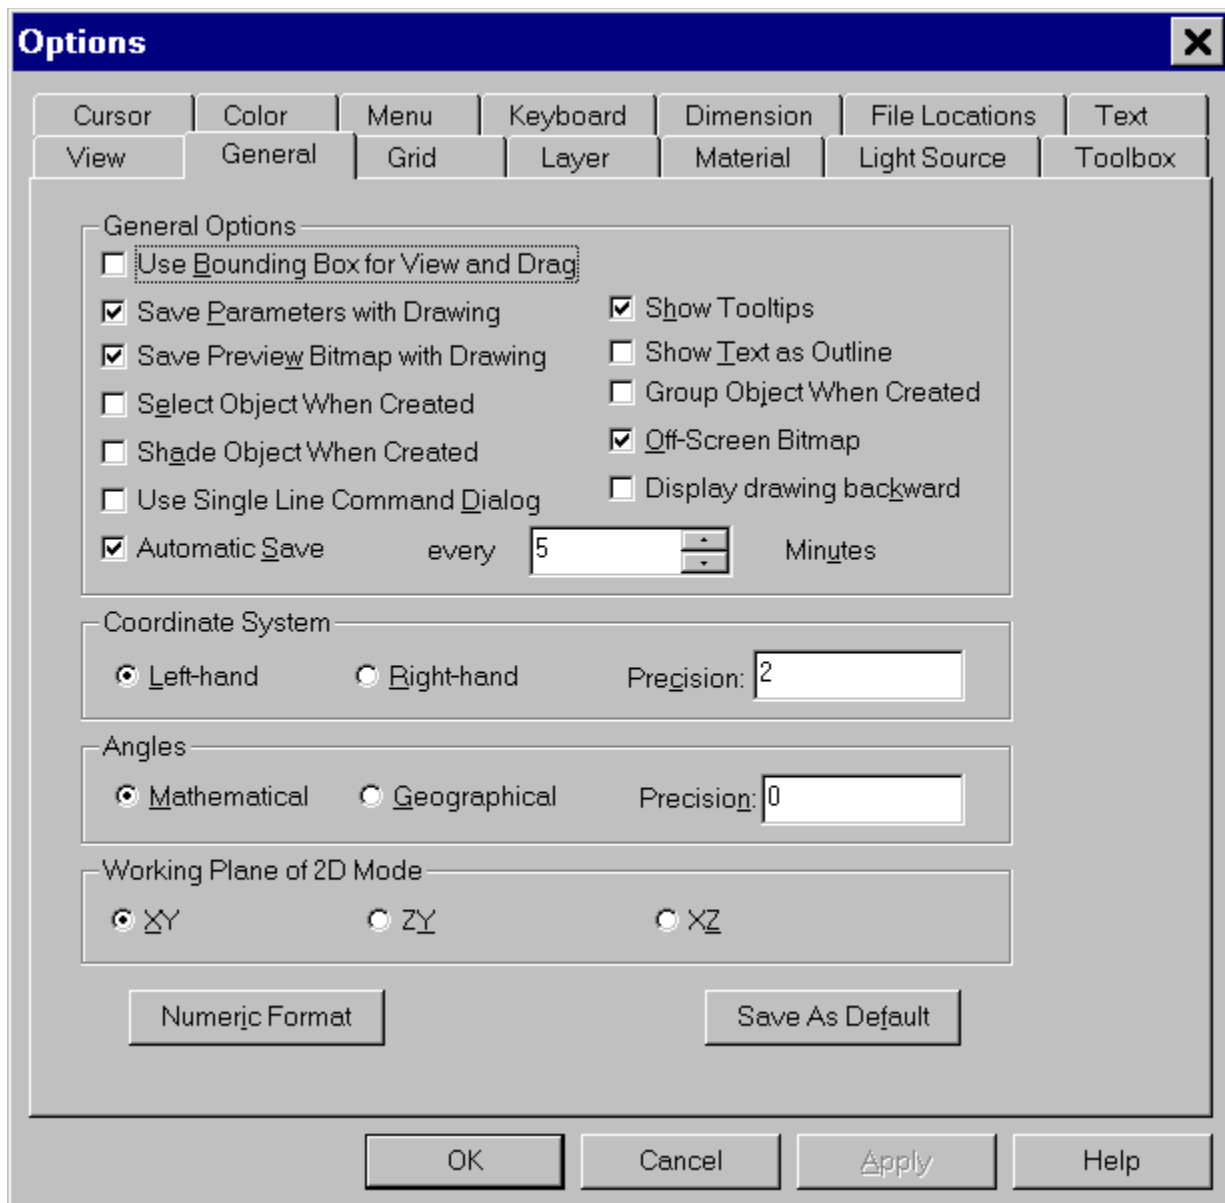 Options
Cursor Color Menu Keyboard Dimension File Locations Text
View General Grid Layer Material Light Source Toolbox
General Options
Use Bounding Box for View and Drag
Save Parameters with Drawing Show Tooltips
Save Preview Bitmap with Drawing Show Text as Outline
Select Object When Created Group Object When Created
Shade Object When Created Off-Screen Bitmap
Use Single Line Command Dialog Display drawing backward
Automatic Save every 5 Minutes
Coordinate System
Left-hand Right-hand Precision: 2
Angles
Mathematical Geographical Precision: 0
Working Plane of 2D Mode
XY ZY XZ
Numeric Format Save As Default
OK Cancel Apply Help